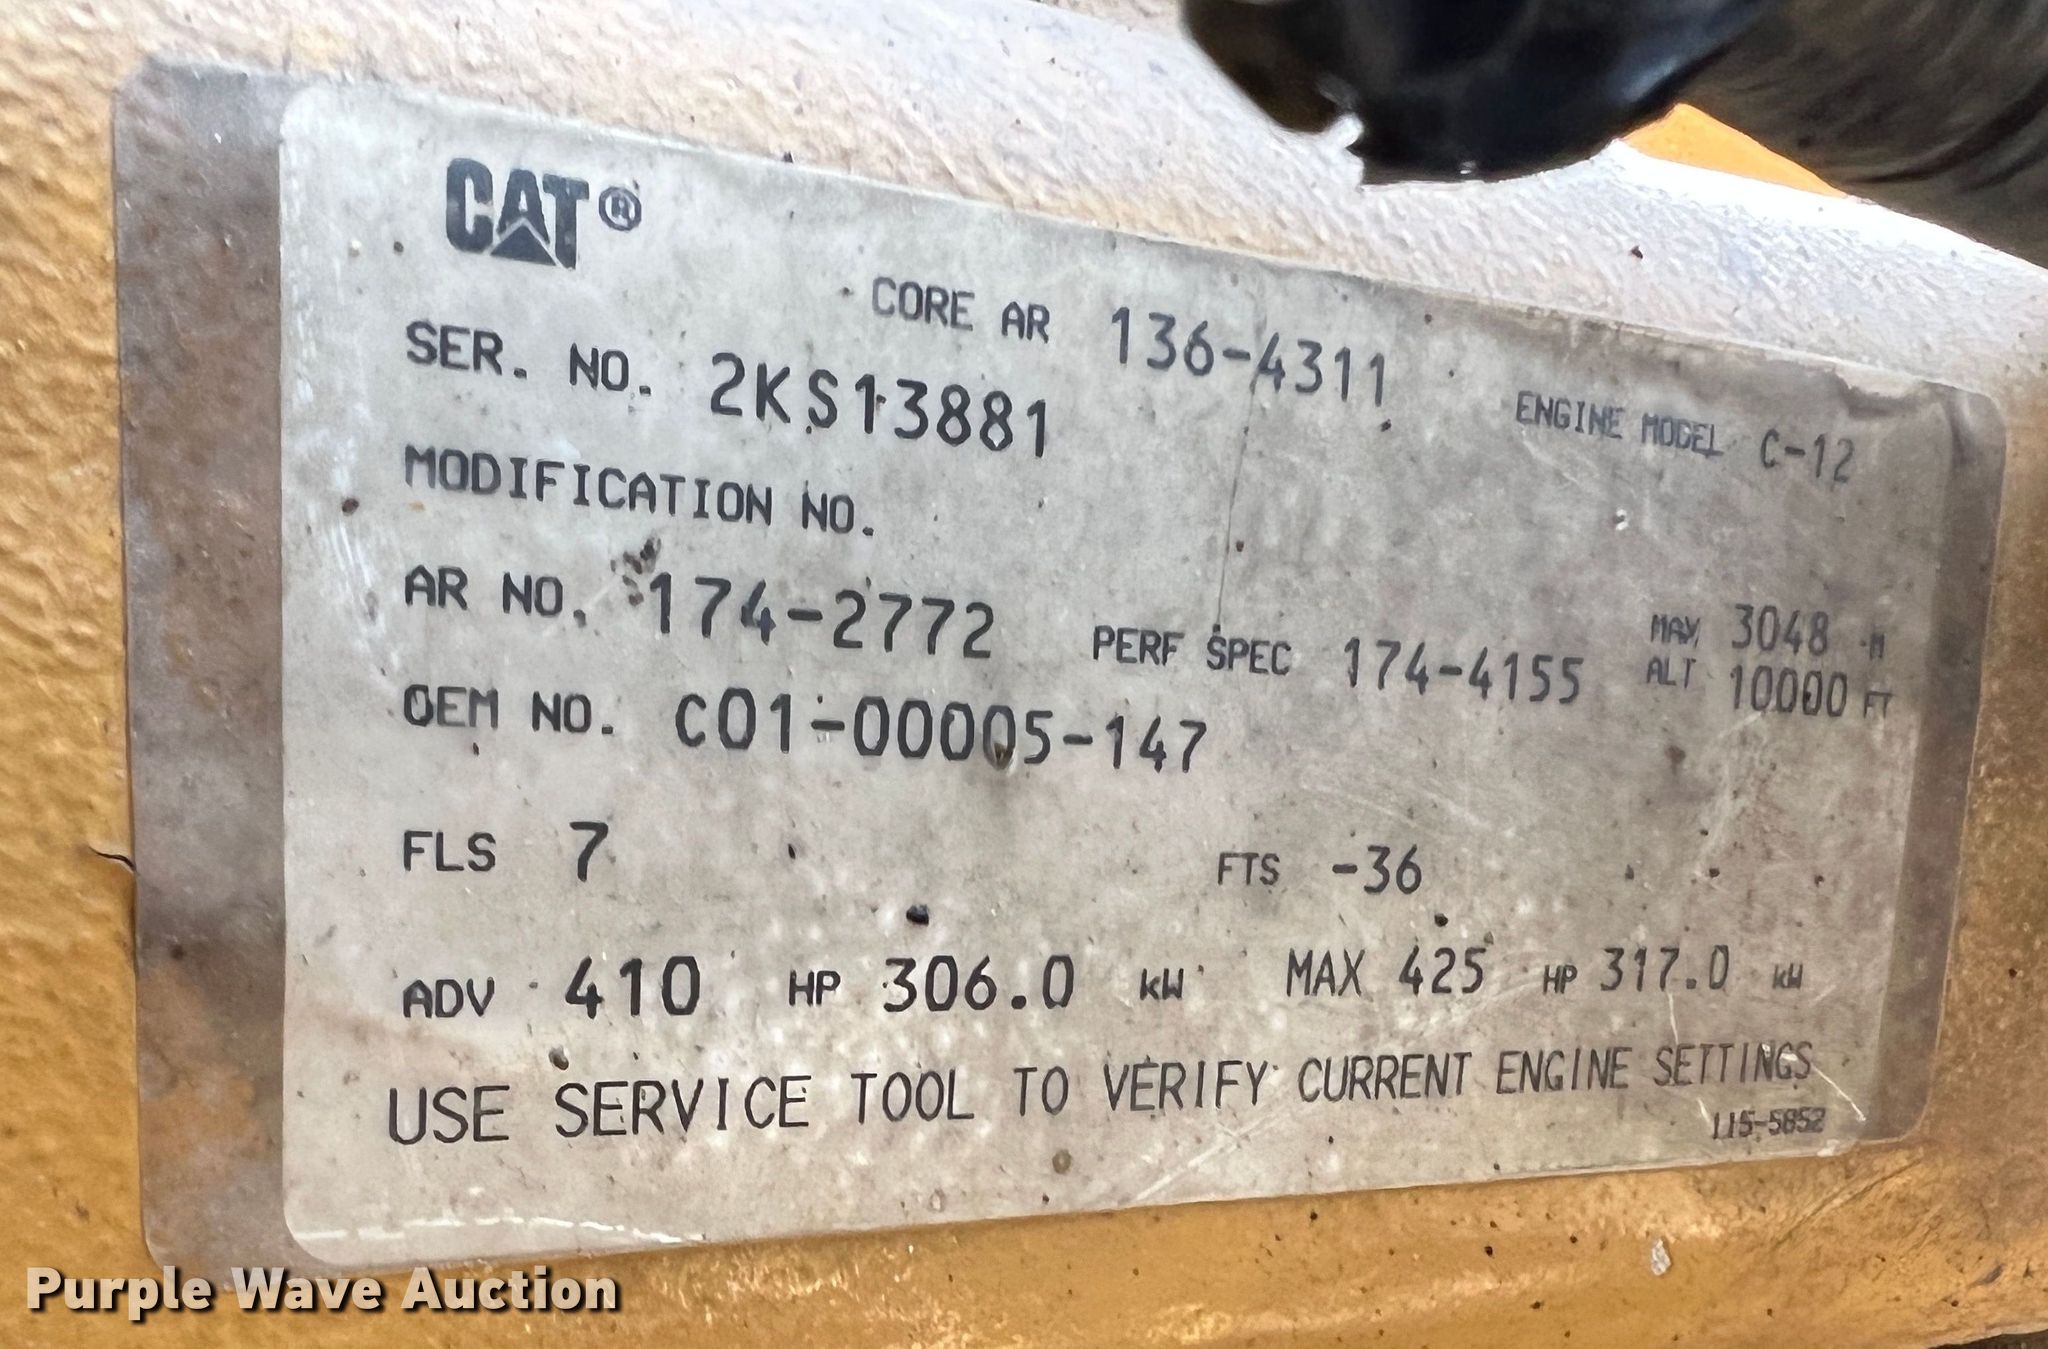 CAT®
CORE AR 136-4311
SER. NO. 2KS13881
ENGINE MODEL C-12
MODIFICATION NO.
AR NO. 174-2772 PERF SPEC 174-4155 MAX. 3048 M
ALT 10000 FT
OEM NO. C01-00005-147
FLS 7 FTS -36
ADV 410 HP 306.0 kW MAX 425 HP 317.0 kW
USE SERVICE TOOL TO VERIFY CURRENT ENGINE SETTINGS
115-5852
Purple Wave Auction